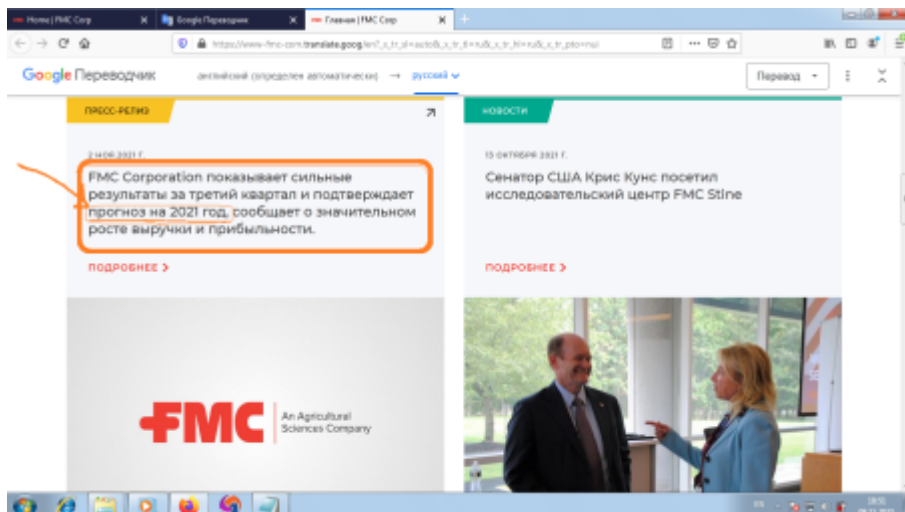 Home | FMC Corp
Google Переводчик
Главная | FMC Corp
Google Переводчик
английский (определен автоматически) → русский
Перевод
ПРЕСС-РЕЛИЗ
НОВОСТИ
2 НОЯ 2021 Г.
15 ОКТЯБРЯ 2021 Г.
FMC Corporation показывает сильные
результаты за третий квартал и подтверждает
прогноз на 2021 год, сообщает о значительном
росте выручки и прибыльности.
Сенатор США Крис Кунс посетил
исследовательский центр FMC Stine
ПОДРОБНЕЕ
ПОДРОБНЕЕ
FMC
An Agricultural
Sciences Company